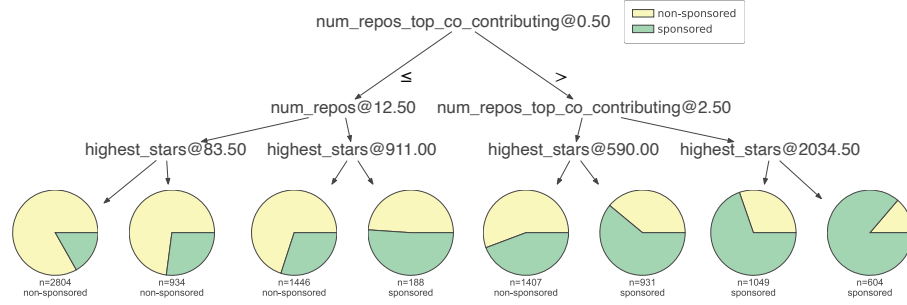 num_repos_top_co_contributing@0.50
non-sponsored
sponsored
≤
>
num_repos@12.50
num_repos_top_co_contributing@2.50
highest_stars@83.50
highest_stars@911.00
highest_stars@590.00
highest_stars@2034.50
n=2804
non-sponsored
n=934
non-sponsored
n=1446
non-sponsored
n=188
sponsored
n=1407
non-sponsored
n=931
sponsored
n=1049
sponsored
n=604
sponsored